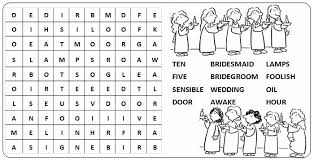 D E D I R B M D F E
O I H S I L O O F K
O E A T M O O R G A
S L A M P S R O A W
R B O T S O G L E A
O I R T E E E D T L
L S E U S V D O O R
A N F O O I I I V E
M E L I N H R F R A
A S I G N E B I R B
TEN BRIDESMAID LAMPS
FIVE BRIDEGROOM FOOLISH
SENSIBLE WEDDING OIL
DOOR AWAKE HOUR